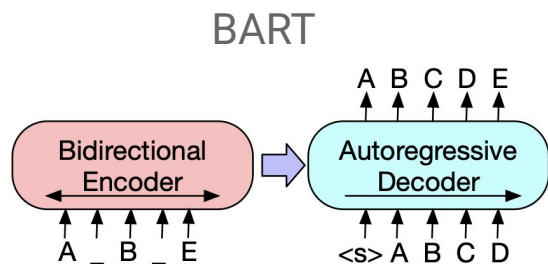 BART
A B C D E
Bidirectional
Encoder
Autoregressive
Decoder
A _ B _ E
<s> A B C D